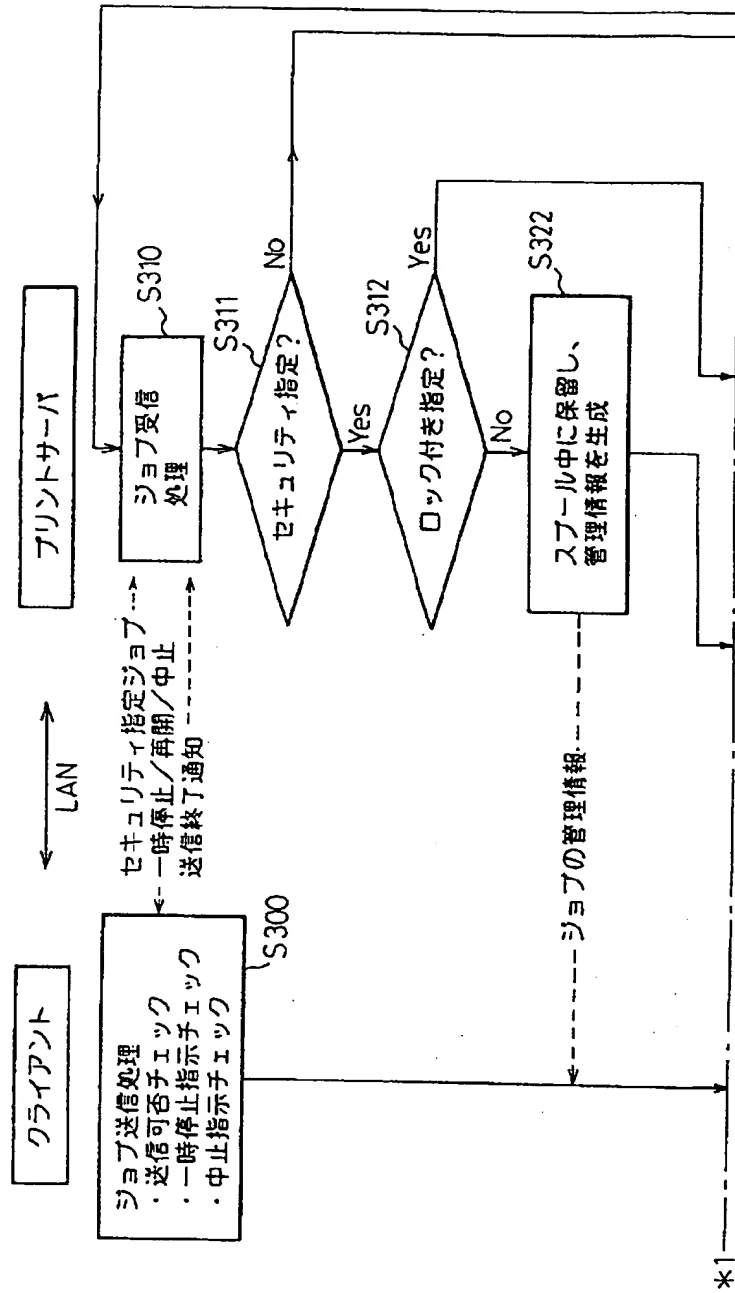 クライアント
LAN
プリントサーバ
ジョブ送信処理
・送信可否チェック
・一時停止指示チェック
・中止指示チェック
S300
セキュリティ指定ジョブ
一時停止／再開／中止
送信終了通知
ジョブ受信
処理
S310
セキュリティ指定？
S311
No
Yes
ロック付き指定？
S312
Yes
No
スプール中に保留し、
管理情報を生成
S322
ジョブの管理情報
*1